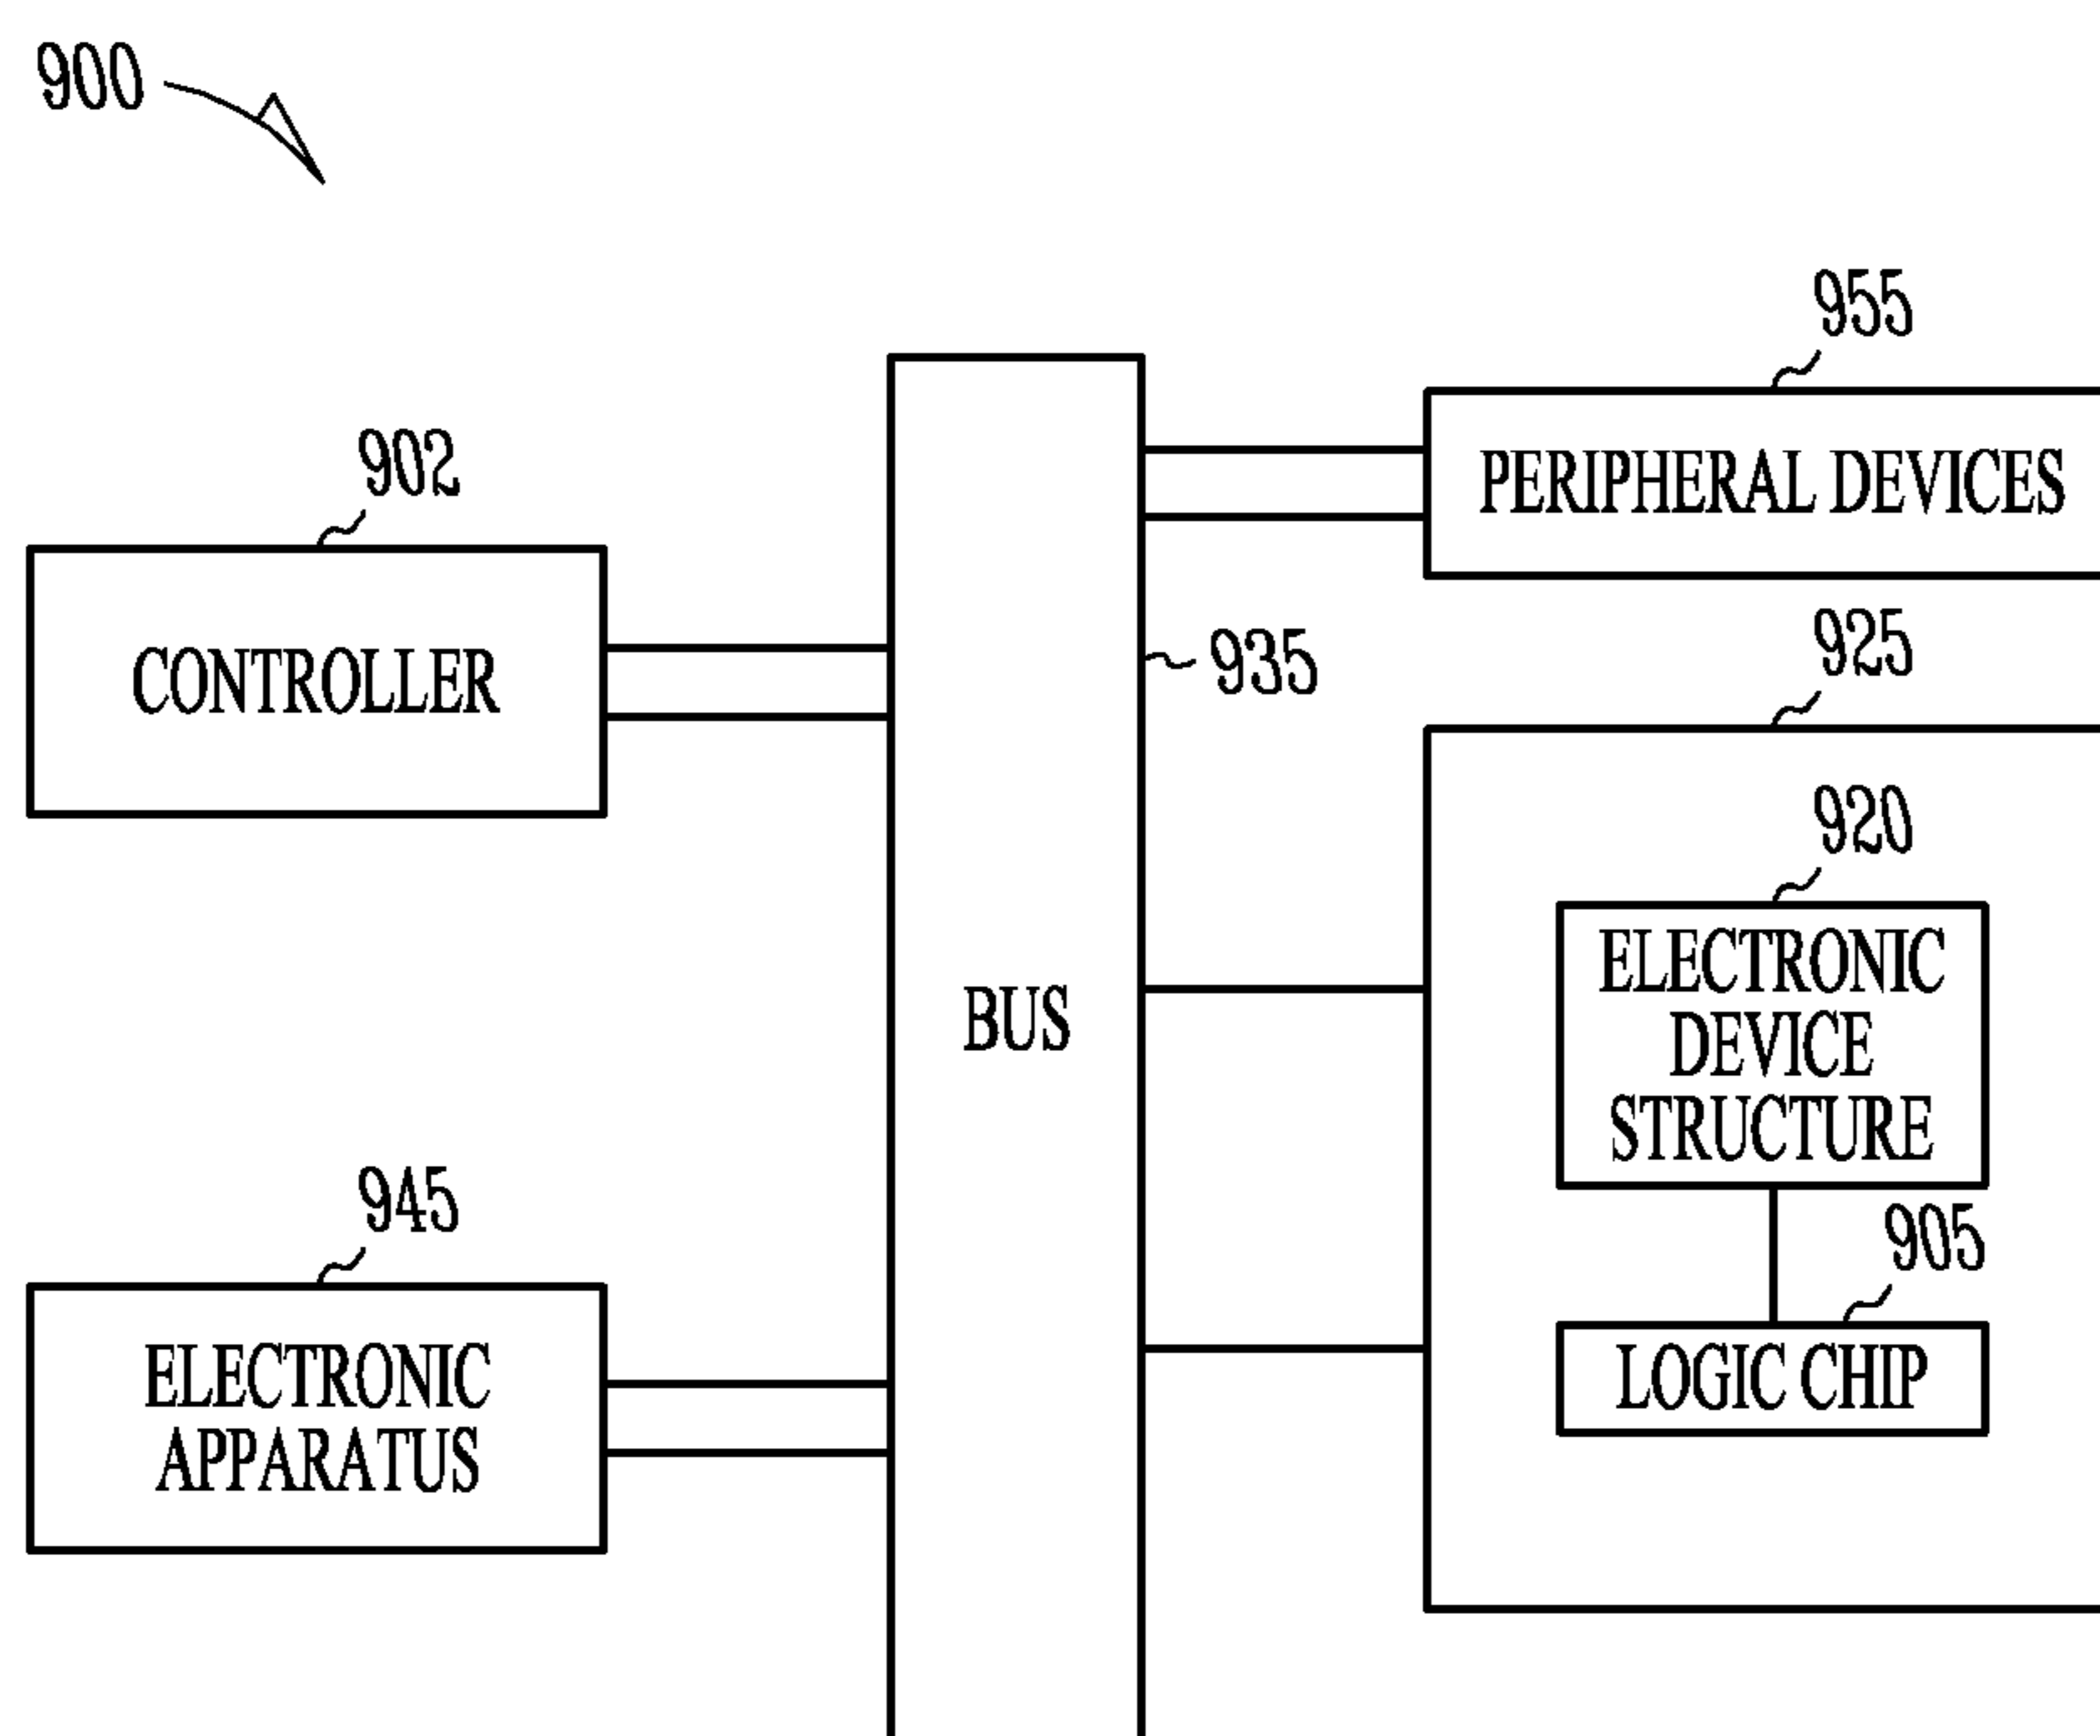 900
955
PERIPHERAL DEVICES
902
CONTROLLER
935
925
920
ELECTRONIC
DEVICE
STRUCTURE
BUS
945
ELECTRONIC
APPARATUS
905
LOGIC CHIP